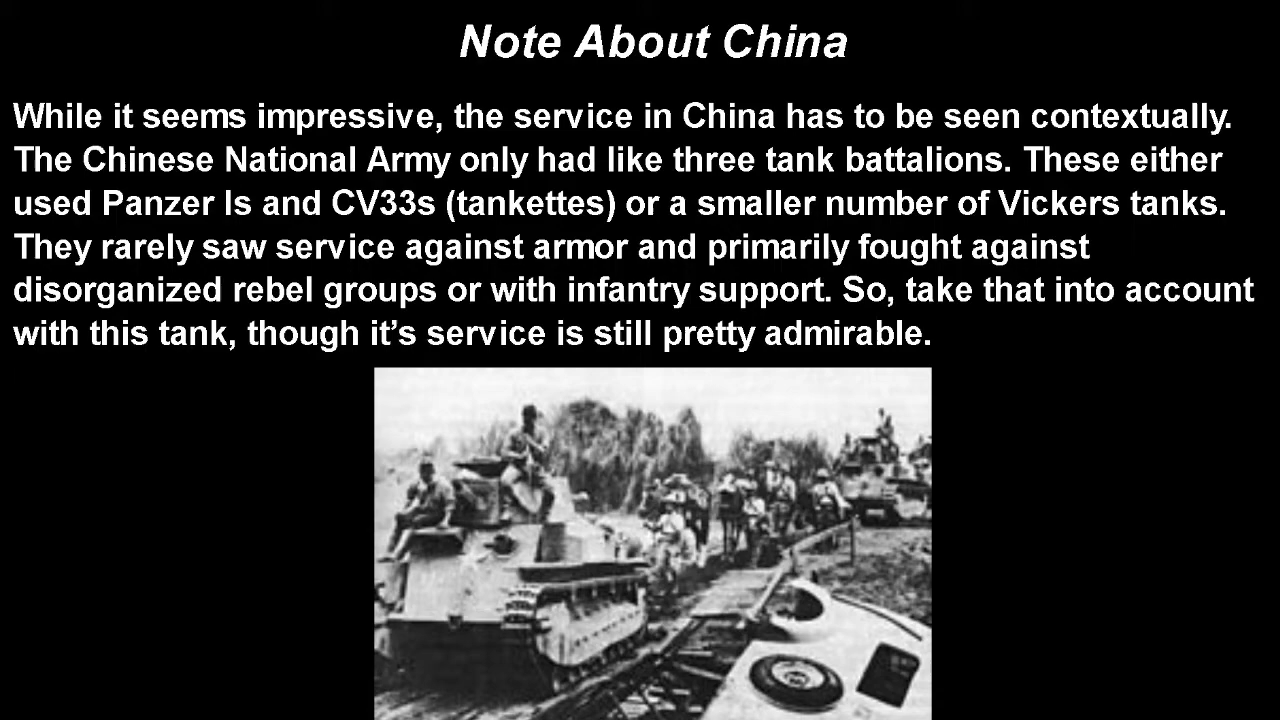 Note About China
While it seems impressive, the service in China has to be seen contextually.
The Chinese National Army only had like three tank battalions. These either
used Panzer Is and CV33s (tankettes) or a smaller number of Vickers tanks.
They rarely saw service against armor and primarily fought against
disorganized rebel groups or with infantry support. So, take that into account
with this tank, though it’s service is still pretty admirable.